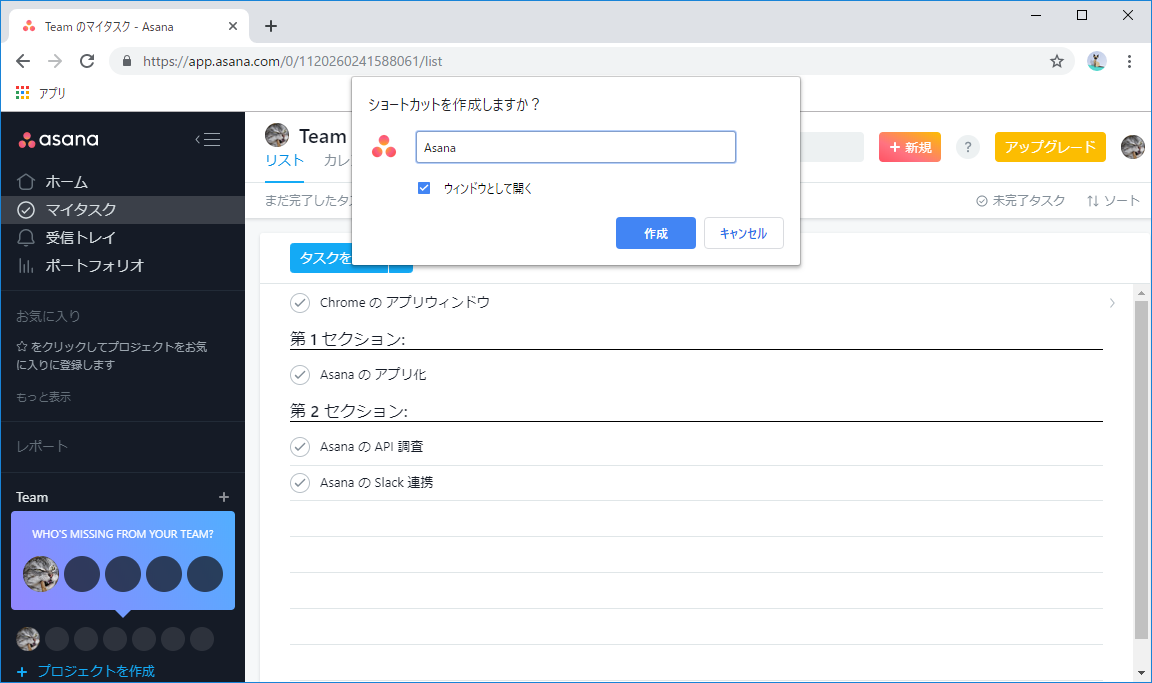 Team のマイタスク - Asana
https://app.asana.com/0/1120260241588061/list
アプリ
ショートカットを作成しますか？
Asana
ウィンドウとして開く
作成
キャンセル
asana
ホーム
マイタスク
受信トレイ
ポートフォリオ
お気に入り
☆ をクリックしてプロジェクトをお気
に入りに登録します
もっと表示
レポート
Team
+
WHO'S MISSING FROM YOUR TEAM?
+ プロジェクトを作成
Team
リスト
カレ
+ 新規
?
アップグレード
まだ完了したタ
未完了タスク
ソート
タスクを
Chrome の アプリウィンドウ
第 1 セクション:
Asana の アプリ化
第 2 セクション:
Asana の API 調査
Asana の Slack 連携